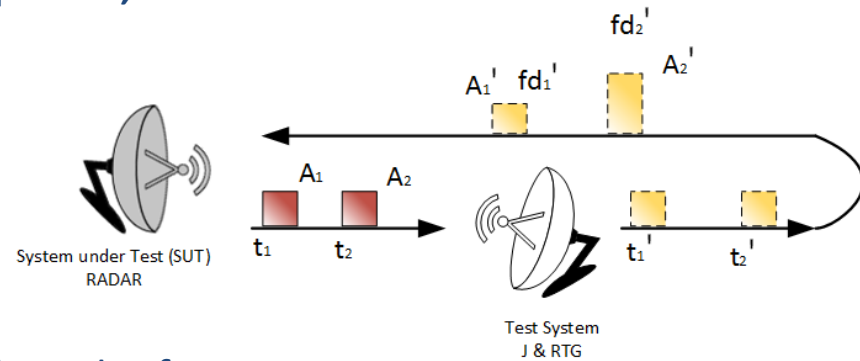 fd₂'
A₁' fd₁' A₂'
A₁ A₂
t₁ t₂ t₁' t₂'
System under Test (SUT)
RADAR
Test System
J & RTG